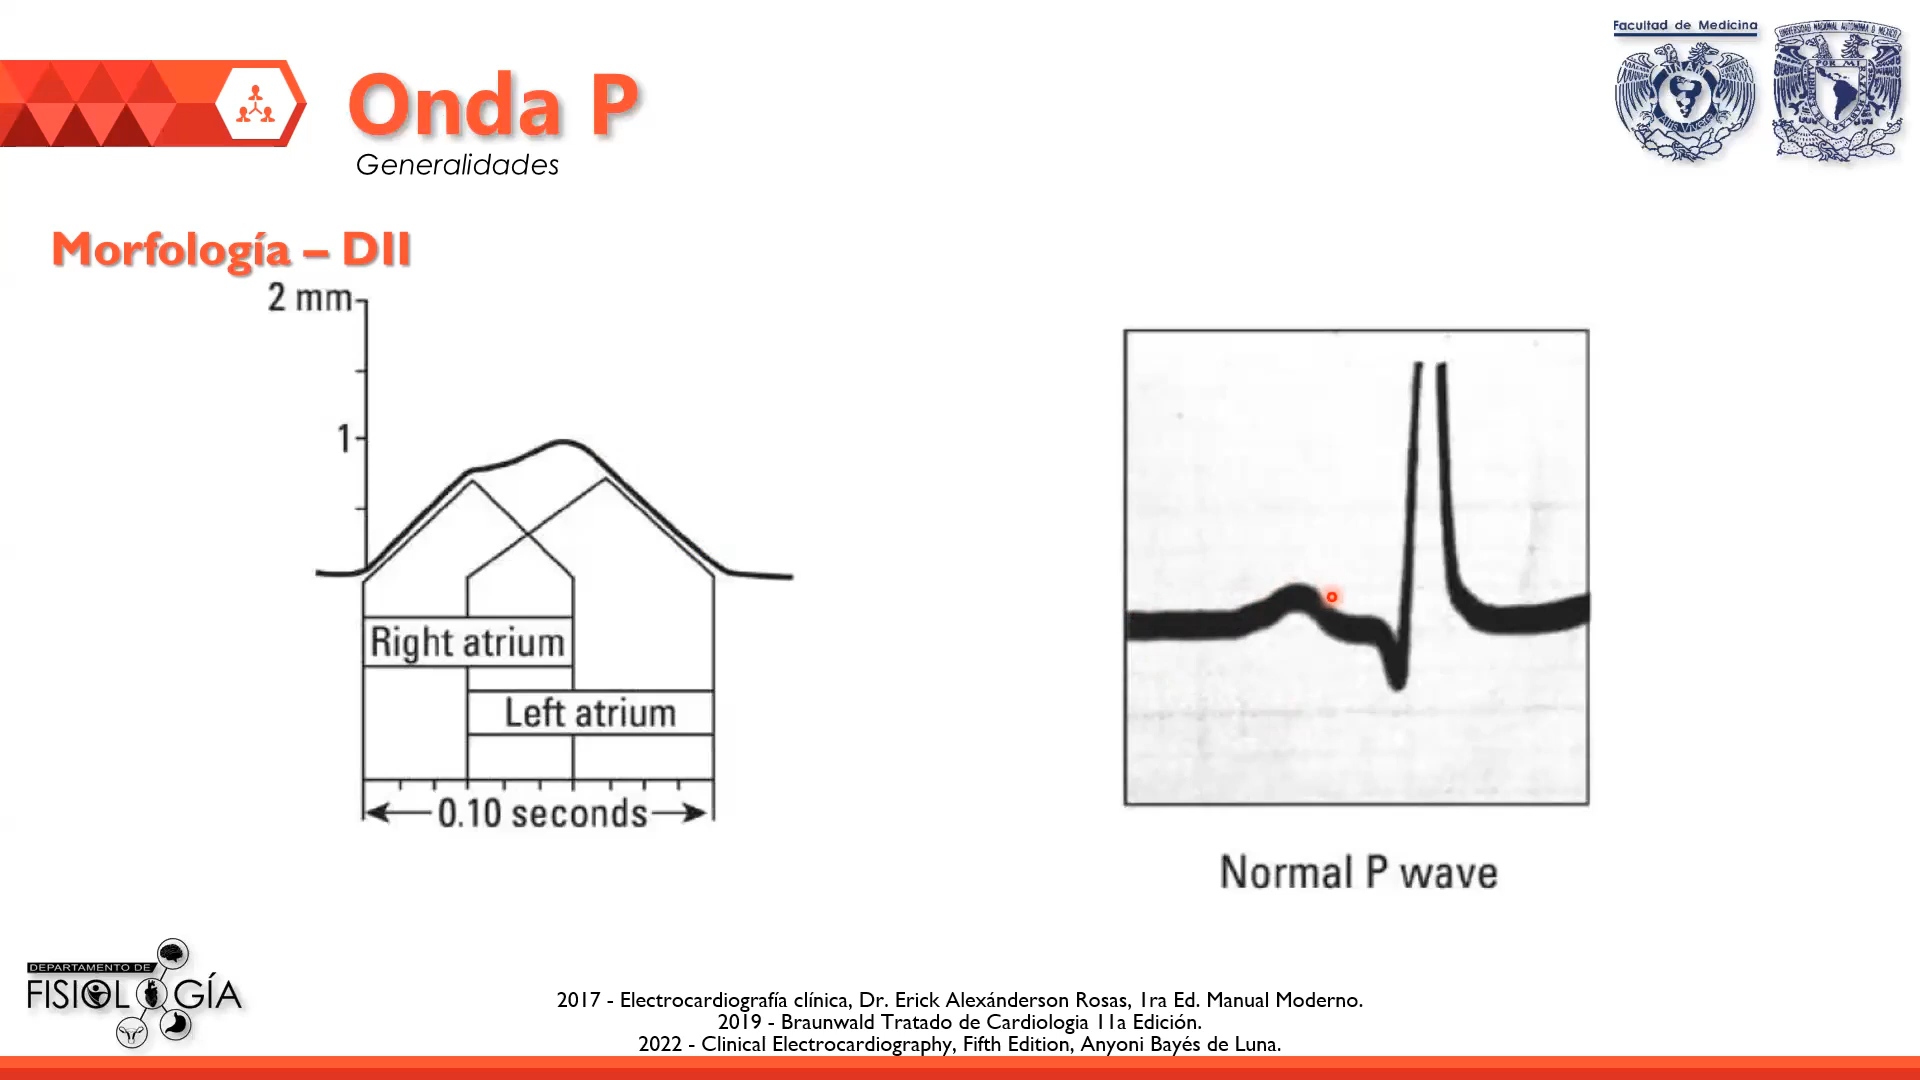 Facultad de Medicina
Onda P
Generalidades
Morfología – DII
2 mm
1
Right atrium
Left atrium
0.10 seconds
Normal P wave
DEPARTAMENTO DE
FISIOLOGÍA
2017 - Electrocardiografía clínica, Dr. Erick Alexánderson Rosas, 1ra Ed. Manual Moderno.
2019 - Braunwald Tratado de Cardiologia 11a Edición.
2022 - Clinical Electrocardiography, Fifth Edition, Anyoni Bayés de Luna.